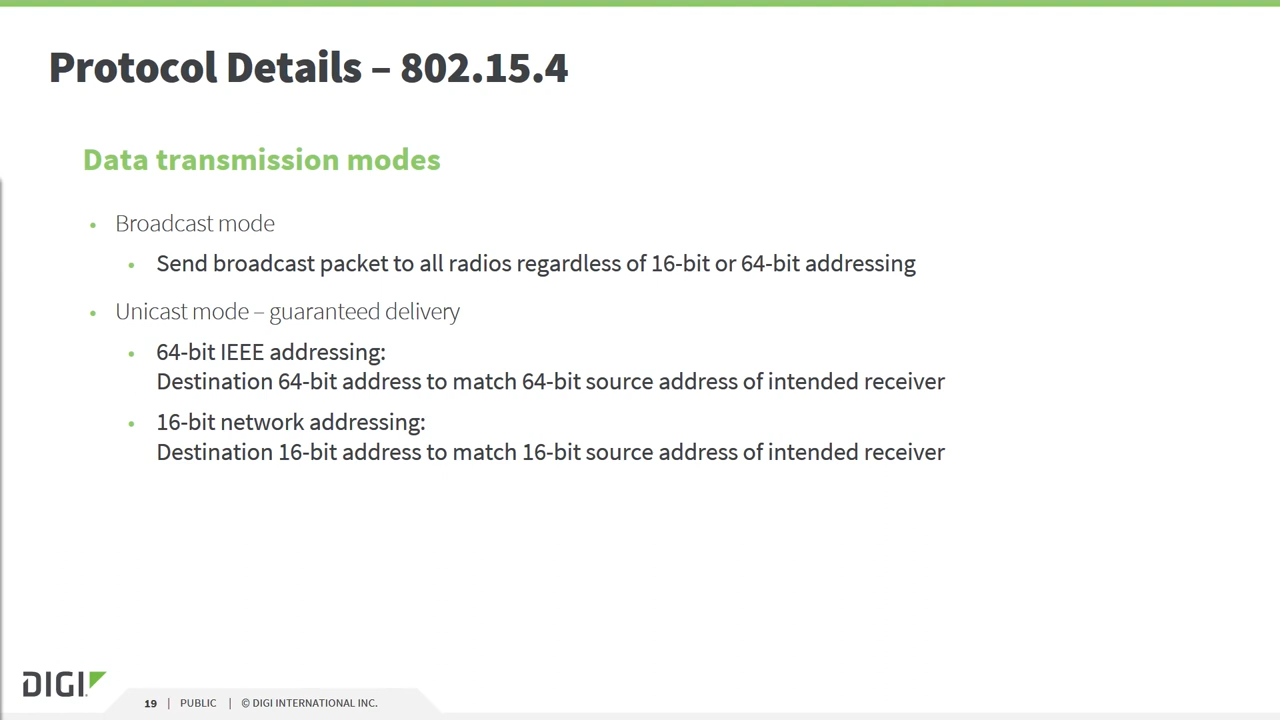 Protocol Details – 802.15.4
Data transmission modes
• Broadcast mode
• Send broadcast packet to all radios regardless of 16-bit or 64-bit addressing
• Unicast mode – guaranteed delivery
• 64-bit IEEE addressing:
Destination 64-bit address to match 64-bit source address of intended receiver
• 16-bit network addressing:
Destination 16-bit address to match 16-bit source address of intended receiver
DIGI
19 | PUBLIC | © DIGI INTERNATIONAL INC.